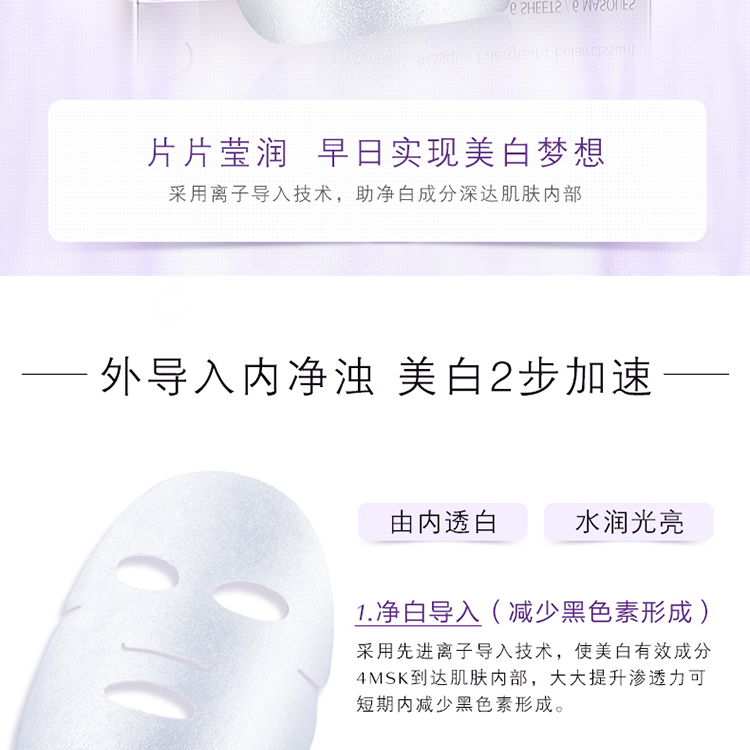 6 SHEETS / 6 MASQUES
Masque Energisant Eclaircissant
片片莹润 早日实现美白梦想
采用离子导入技术，助净白成分深达肌肤内部
外导入内净浊 美白2步加速
由内透白 水润光亮
1.净白导入（减少黑色素形成）
采用先进离子导入技术，使美白有效成分
4MSK到达肌肤内部，大大提升渗透力可
短期内减少黑色素形成。